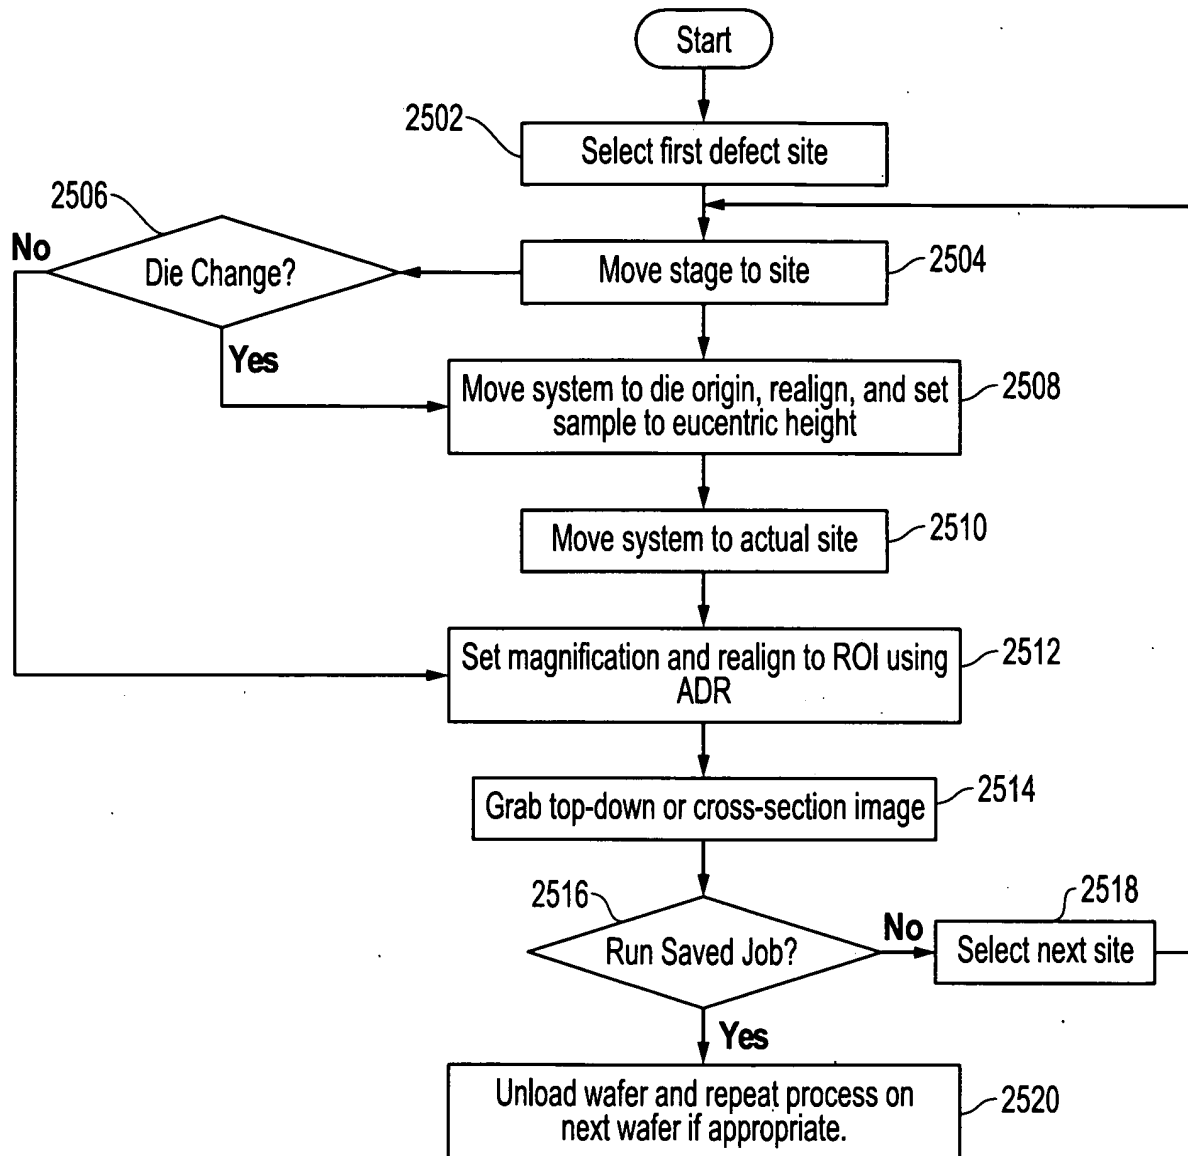 Start
2502
Select first defect site
2506
No
Die Change?
Move stage to site
2504
Yes
Move system to die origin, realign, and set
sample to eucentric height
2508
Move system to actual site
2510
Set magnification and realign to ROI using
ADR
2512
Grab top-down or cross-section image
2514
2516
Run Saved Job?
No
2518
Select next site
Yes
Unload wafer and repeat process on
next wafer if appropriate.
2520